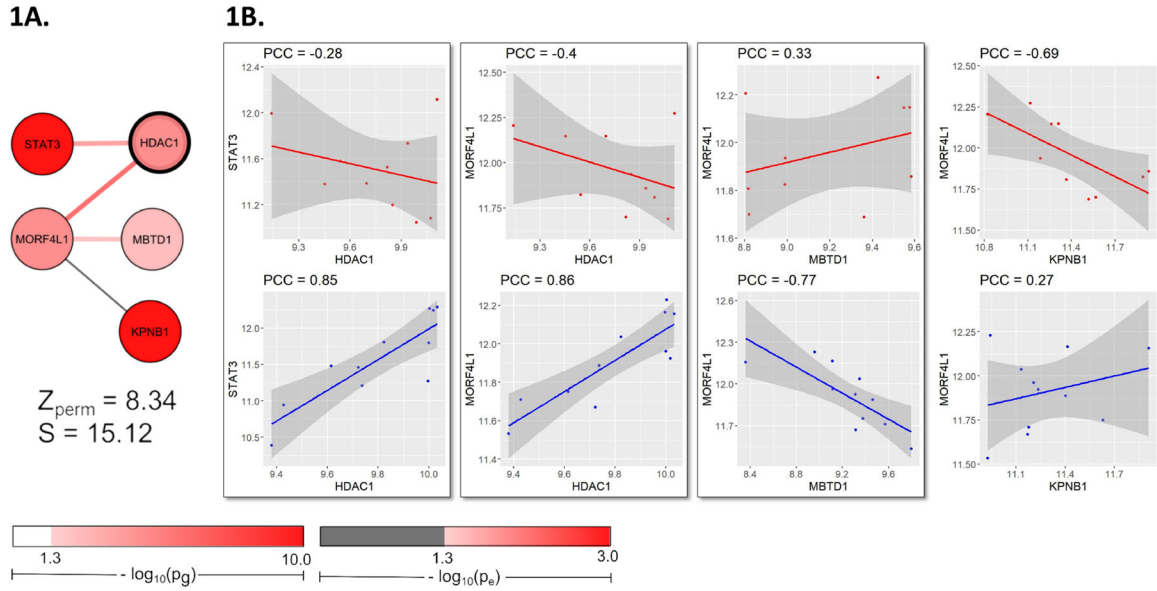 1A.
1B.
STAT3
HDAC1
MORF4L1
MBTD1
KPNB1
Z_perm = 8.34
S = 15.12
PCC = -0.28
12.4
12.0
11.6
11.2
STAT3
9.3
9.6
9.9
HDAC1
PCC = -0.4
12.50
12.25
12.00
11.75
MORF4L1
9.3
9.6
9.9
HDAC1
PCC = 0.33
12.2
12.0
11.8
11.6
MORF4L1
8.8
9.0
9.2
9.4
9.6
MBTD1
PCC = -0.69
12.50
12.25
12.00
11.75
11.50
MORF4L1
10.8
11.1
11.4
11.7
KPNB1
PCC = 0.85
12.0
11.5
11.0
10.5
STAT3
9.4
9.6
9.8
10.0
HDAC1
PCC = 0.86
12.2
12.0
11.8
11.6
11.4
MORF4L1
9.4
9.6
9.8
10.0
HDAC1
PCC = -0.77
12.6
12.3
12.0
11.7
MORF4L1
8.4
8.8
9.2
9.6
MBTD1
PCC = 0.27
12.25
12.00
11.75
11.50
MORF4L1
11.1
11.4
11.7
KPNB1
1.3
10.0
- log10(pg)
1.3
3.0
- log10(pe)